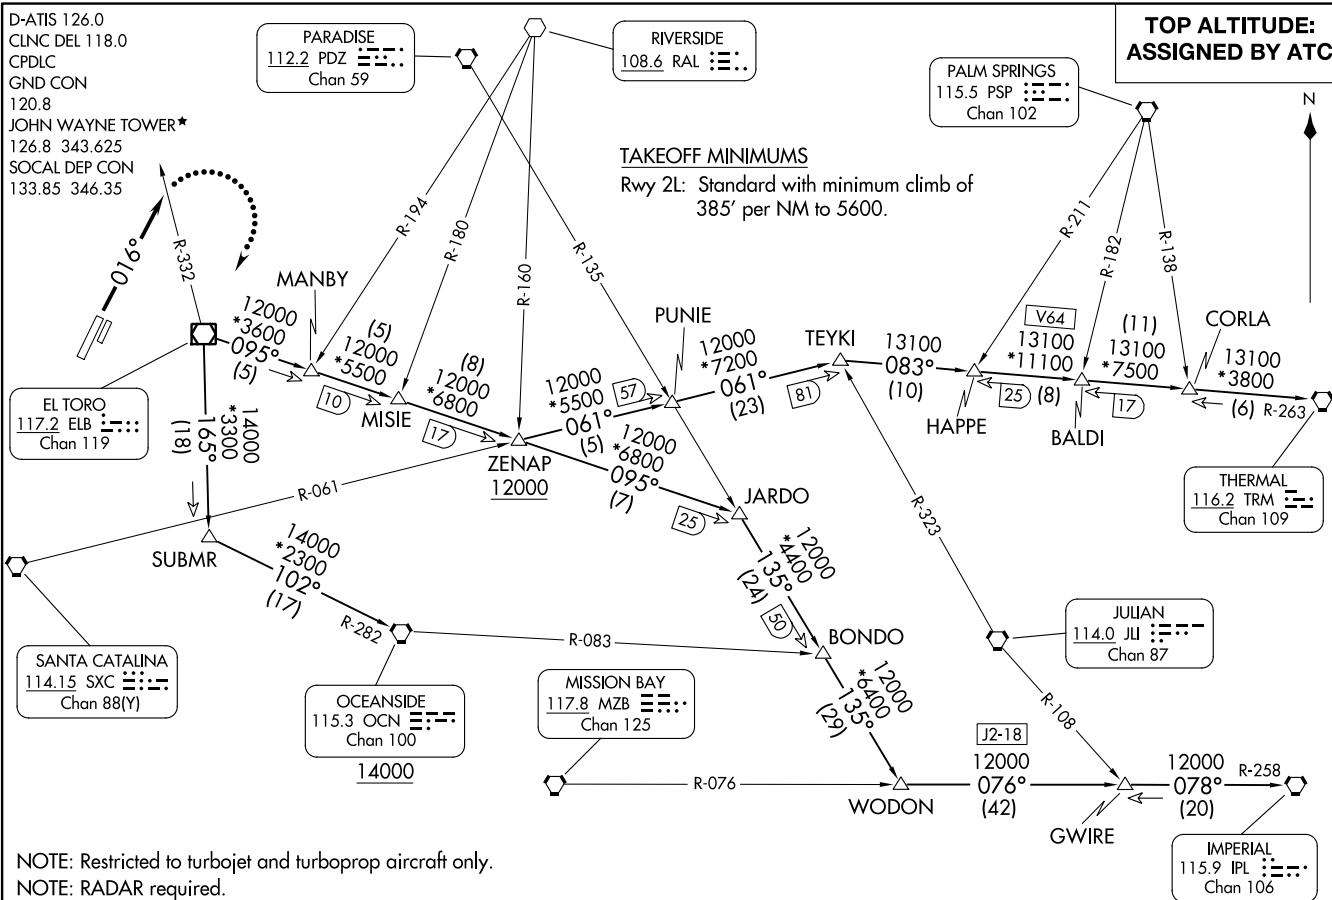 D-ATIS 126.0
CLNC DEL 118.0
CPDLC
GND CON
120.8
JOHN WAYNE TOWER★
126.8 343.625
SOCAL DEP CON
133.85 346.35
PARADISE
112.2 PDZ
Chan 59
RIVERSIDE
108.6 RAL
TOP ALTITUDE:
ASSIGNED BY ATC
PALM SPRINGS
115.5 PSP
Chan 102
N
TAKEOFF MINIMUMS
Rwy 2L: Standard with minimum climb of
385' per NM to 5600.
016°
R-332
R-194
R-180
R-160
R-135
R-211
R-182
R-138
MANBY
12000
*3600
095°
(5)
(5)
12000
*5500
10
MISIE
(8)
12000
*6800
17
ZENAP
12000
12000
*5500
061°
(5)
57
PUNIE
12000
*7200
061°
(23)
81
TEYKI
13100
083°
(10)
HAPPE
V64
13100
*11100
25
(8)
BALDI
(11)
13100
*7500
17
CORLA
13100
*3800
(6)
R-263
THERMAL
116.2 TRM
Chan 109
EL TORO
117.2 ELB
Chan 119
14000
*3300
165°
(18)
SUBMR
R-061
12000
*6800
095°
(7)
25
JARDO
12000
*4400
135°
(24)
50
BONDO
R-323
14000
*2300
102°
(17)
R-282
R-083
SANTA CATALINA
114.15 SXC
Chan 88(Y)
OCEANSIDE
115.3 OCN
Chan 100
14000
MISSION BAY
117.8 MZB
Chan 125
R-076
12000
*6400
135°
(29)
WODON
JULIAN
114.0 JLI
Chan 87
R-108
J2-18
12000
076°
(42)
GWIRE
12000
078°
(20)
R-258
IMPERIAL
115.9 IPL
Chan 106
NOTE: Restricted to turbojet and turboprop aircraft only.
NOTE: RADAR required.